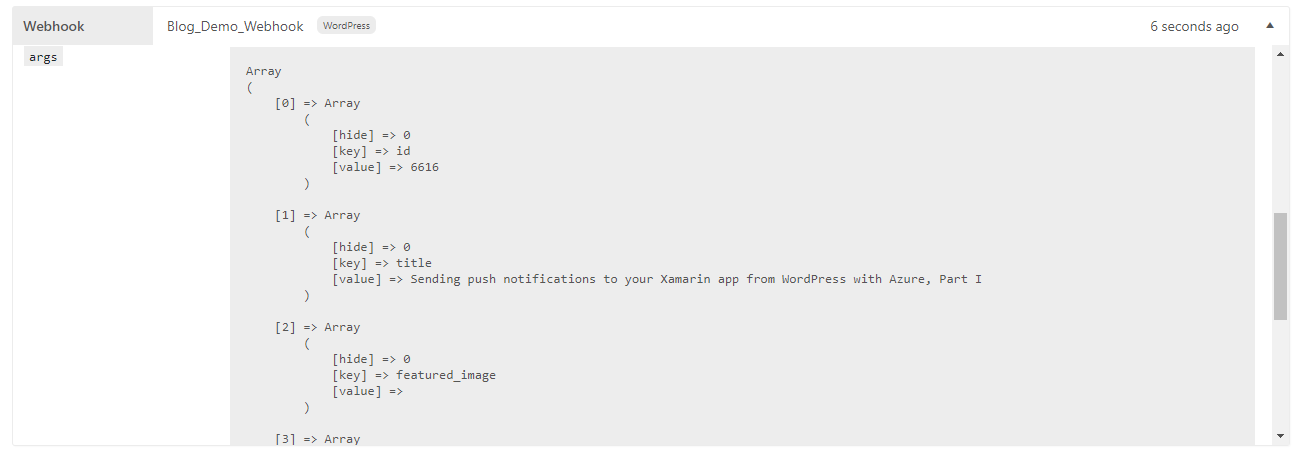 Webhook Blog_Demo_Webhook WordPress 6 seconds ago
args
Array
(
    [0] => Array
        (
            [hide] => 0
            [key] => id
            [value] => 6616
        )

    [1] => Array
        (
            [hide] => 0
            [key] => title
            [value] => Sending push notifications to your Xamarin app from WordPress with Azure, Part I
        )

    [2] => Array
        (
            [hide] => 0
            [key] => featured_image
            [value] =>
        )

    [3] => Array